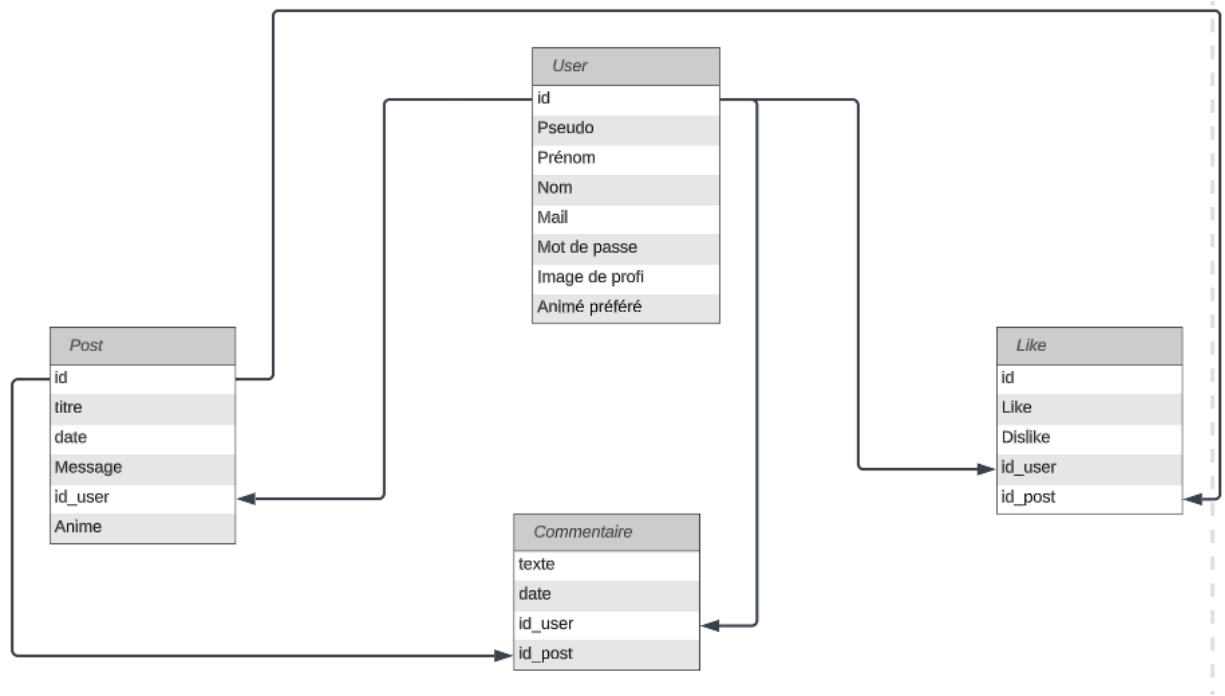 User
id
Pseudo
Prénom
Nom
Mail
Mot de passe
Image de profi
Animé préféré
Post
id
titre
date
Message
id_user
Anime
Like
id
Like
Dislike
id_user
id_post
Commentaire
texte
date
id_user
id_post